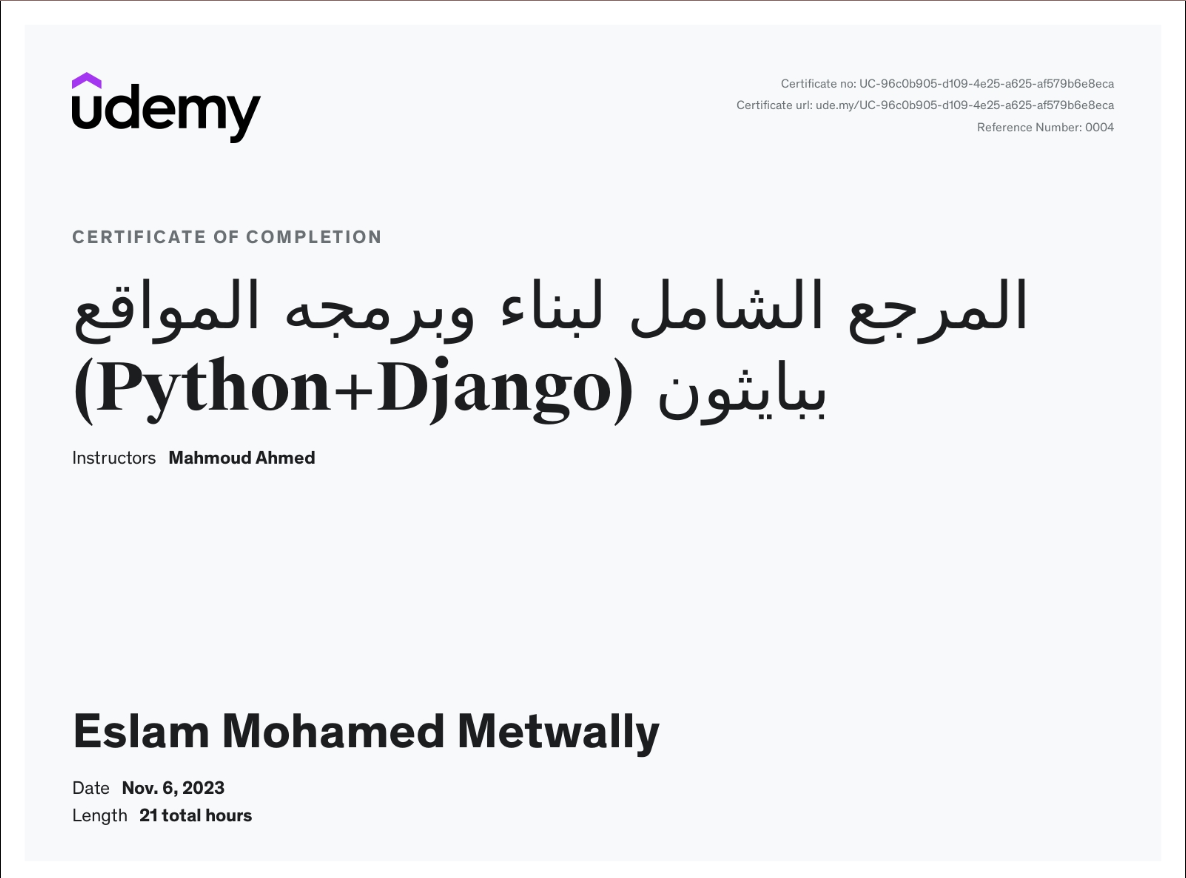 udemy
Certificate no: UC-96c0b905-d109-4e25-a625-af579b6e8eca
Certificate url: ude.my/UC-96c0b905-d109-4e25-a625-af579b6e8eca
Reference Number: 0004
CERTIFICATE OF COMPLETION
المرجع الشامل لبناء وبرمجه المواقع
ببايثون (Python+Django)
Instructors Mahmoud Ahmed
Eslam Mohamed Metwally
Date Nov. 6, 2023
Length 21 total hours